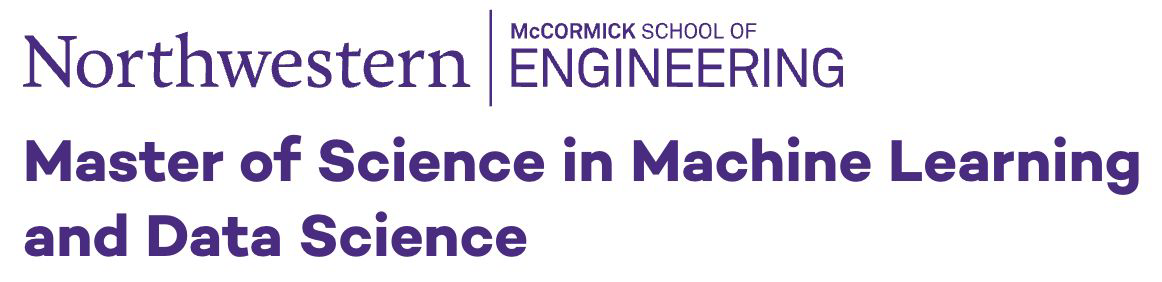 Northwestern
McCORMICK SCHOOL OF
ENGINEERING
Master of Science in Machine Learning
and Data Science